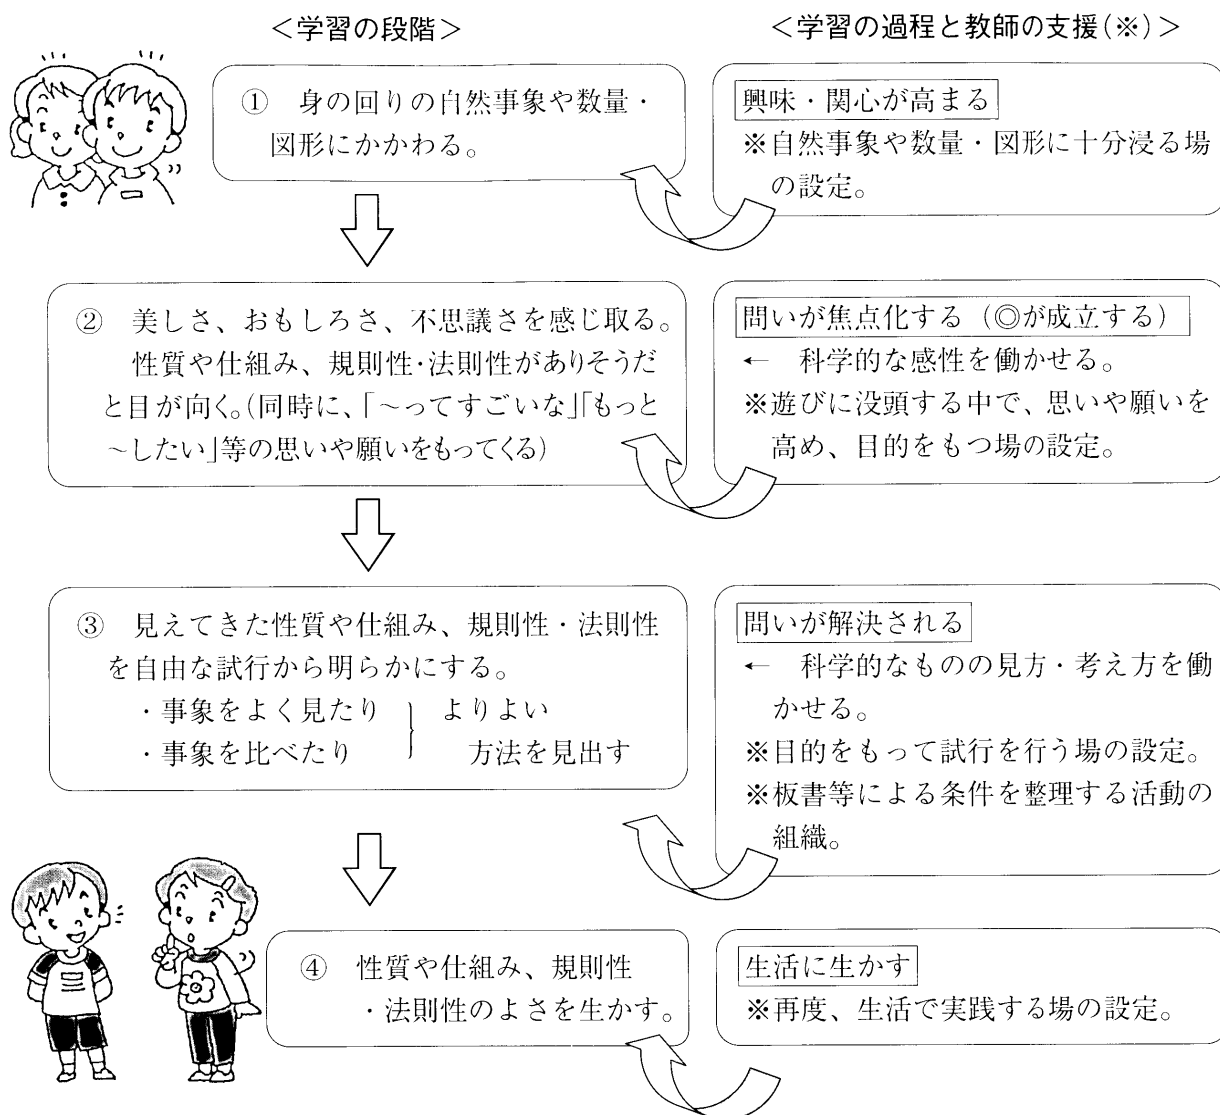 ＜学習の段階＞
＜学習の過程と教師の支援(※)＞
① 身の回りの自然事象や数量・
図形にかかわる。
興味・関心が高まる
※自然事象や数量・図形に十分浸る場
の設定。
② 美しさ、おもしろさ、不思議さを感じ取る。
性質や仕組み、規則性・法則性がありそうだ
と目が向く。(同時に、「～ってすごいな」「もっと
～したい」等の思いや願いをもってくる)
問いが焦点化する（◎が成立する）
← 科学的な感性を働かせる。
※遊びに没頭する中で、思いや願いを
高め、目的をもつ場の設定。
③ 見えてきた性質や仕組み、規則性・法則性
を自由な試行から明らかにする。
・事象をよく見たり
・事象を比べたり
よりよい
方法を見出す
問いが解決される
← 科学的なものの見方・考え方を働
かせる。
※目的をもって試行を行う場の設定。
※板書等による条件を整理する活動の
組織。
④ 性質や仕組み、規則性
・法則性のよさを生かす。
生活に生かす
※再度、生活で実践する場の設定。